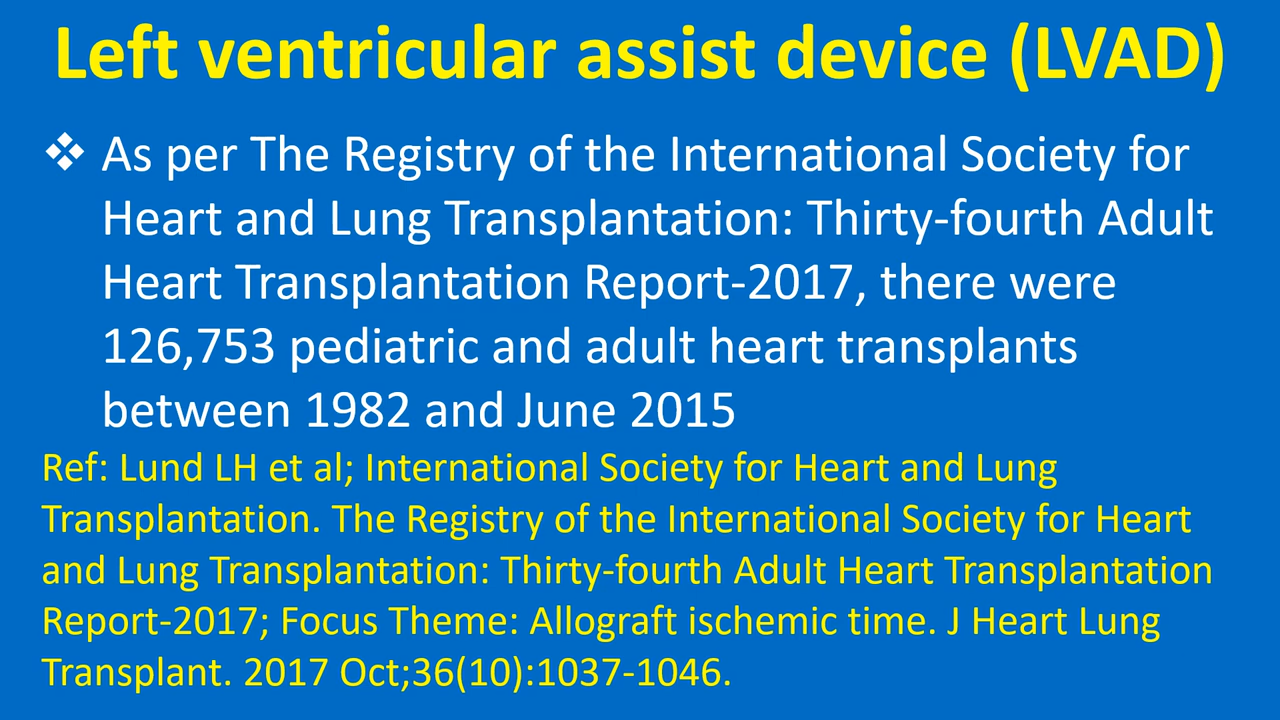 Left ventricular assist device (LVAD)
❖ As per The Registry of the International Society for
Heart and Lung Transplantation: Thirty-fourth Adult
Heart Transplantation Report-2017, there were
126,753 pediatric and adult heart transplants
between 1982 and June 2015
Ref: Lund LH et al; International Society for Heart and Lung
Transplantation. The Registry of the International Society for Heart
and Lung Transplantation: Thirty-fourth Adult Heart Transplantation
Report-2017; Focus Theme: Allograft ischemic time. J Heart Lung
Transplant. 2017 Oct;36(10):1037-1046.